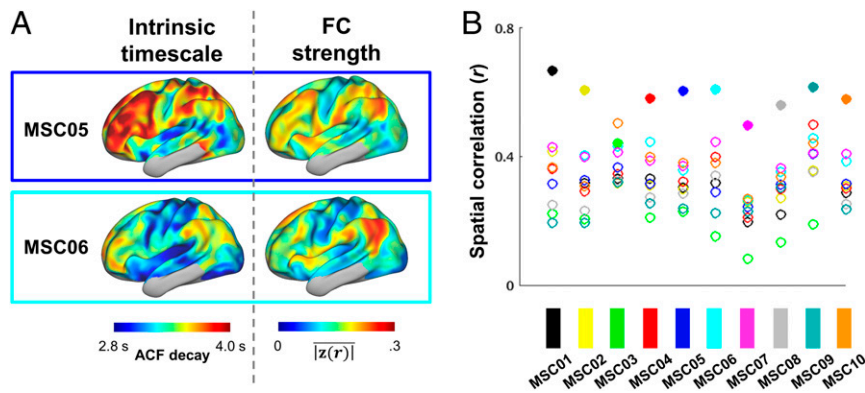 A
Intrinsic timescale
FC strength
MSC05
MSC06
2.8 s
4.0 s
ACF decay
0
.3
|z(r)|
B
Spatial correlation (r)
0.8
0.4
0
MSC01
MSC02
MSC03
MSC04
MSC05
MSC06
MSC07
MSC08
MSC09
MSC10